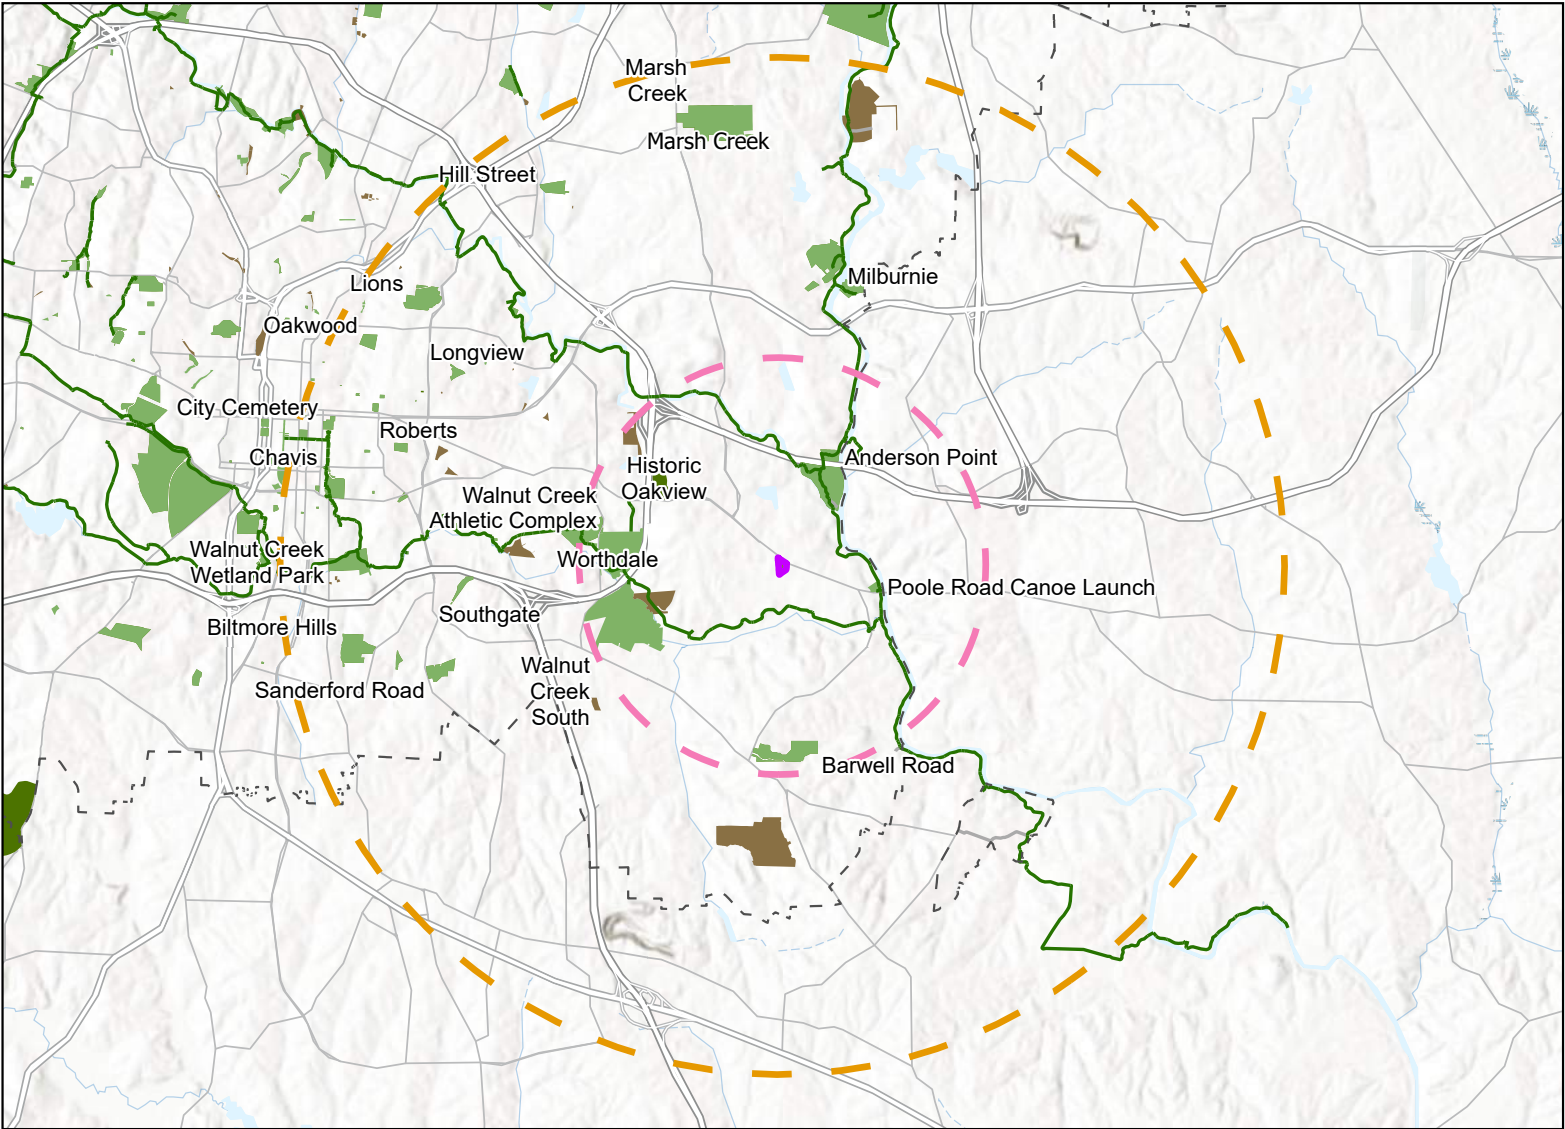 Marsh
Creek
Marsh Creek
Hill Street
Milburnie
Lions
Oakwood
Longview
City Cemetery
Roberts
Chavis
Anderson Point
Historic
Oakview
Walnut Creek
Athletic Complex
Walnut Creek
Wetland Park
Worthdale
Poole Road Canoe Launch
Southgate
Biltmore Hills
Walnut
Creek
South
Sanderford Road
Barwell Road